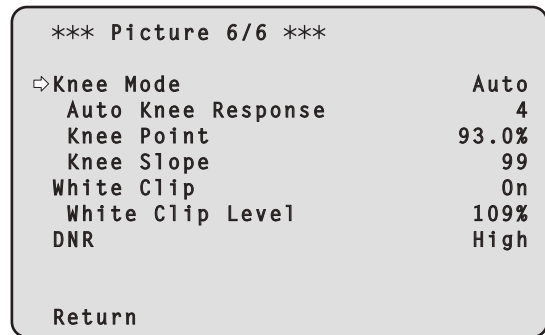 *** Picture 6/6 ***
⇨Knee Mode Auto
Auto Knee Response 4
Knee Point 93.0%
Knee Slope 99
White Clip On
White Clip Level 109%
DNR High
Return